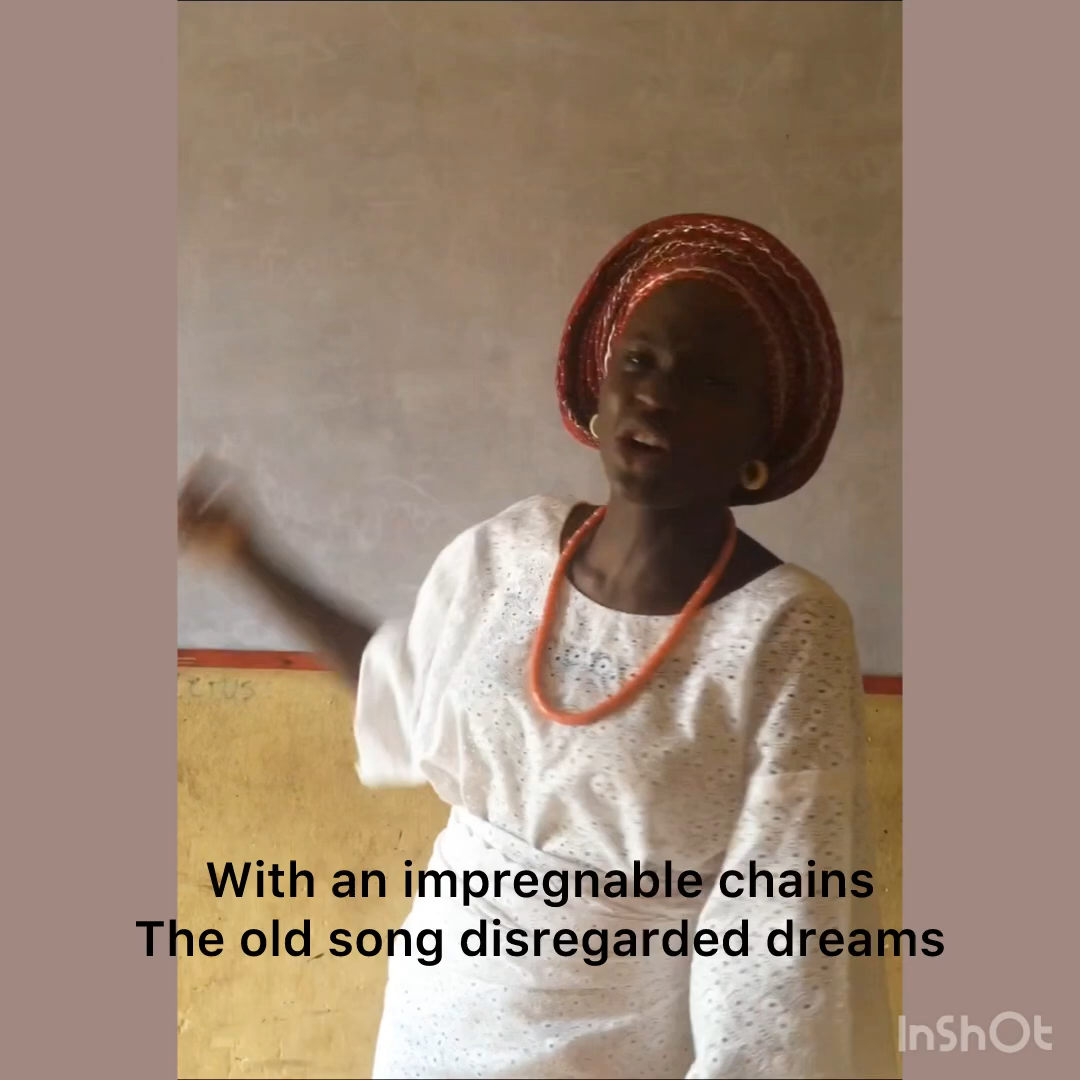 With an impregnable chains
The old song disregarded dreams
InShOt